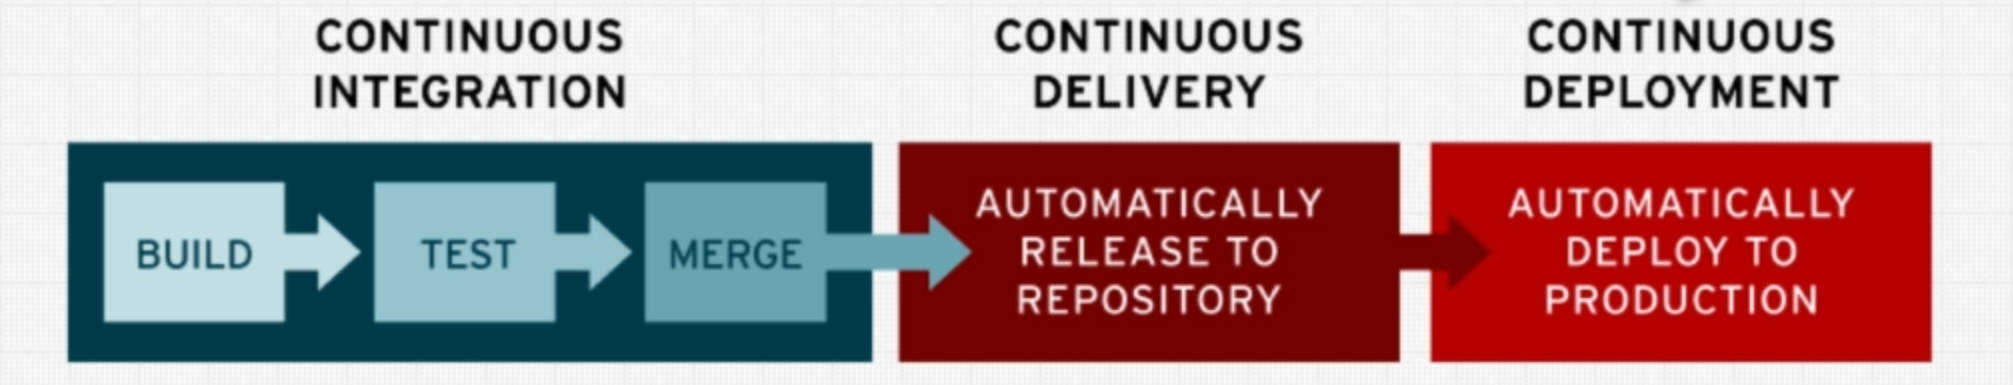 CONTINUOUS
INTEGRATION
CONTINUOUS
DELIVERY
CONTINUOUS
DEPLOYMENT
BUILD
TEST
MERGE
AUTOMATICALLY
RELEASE TO
REPOSITORY
AUTOMATICALLY
DEPLOY TO
PRODUCTION